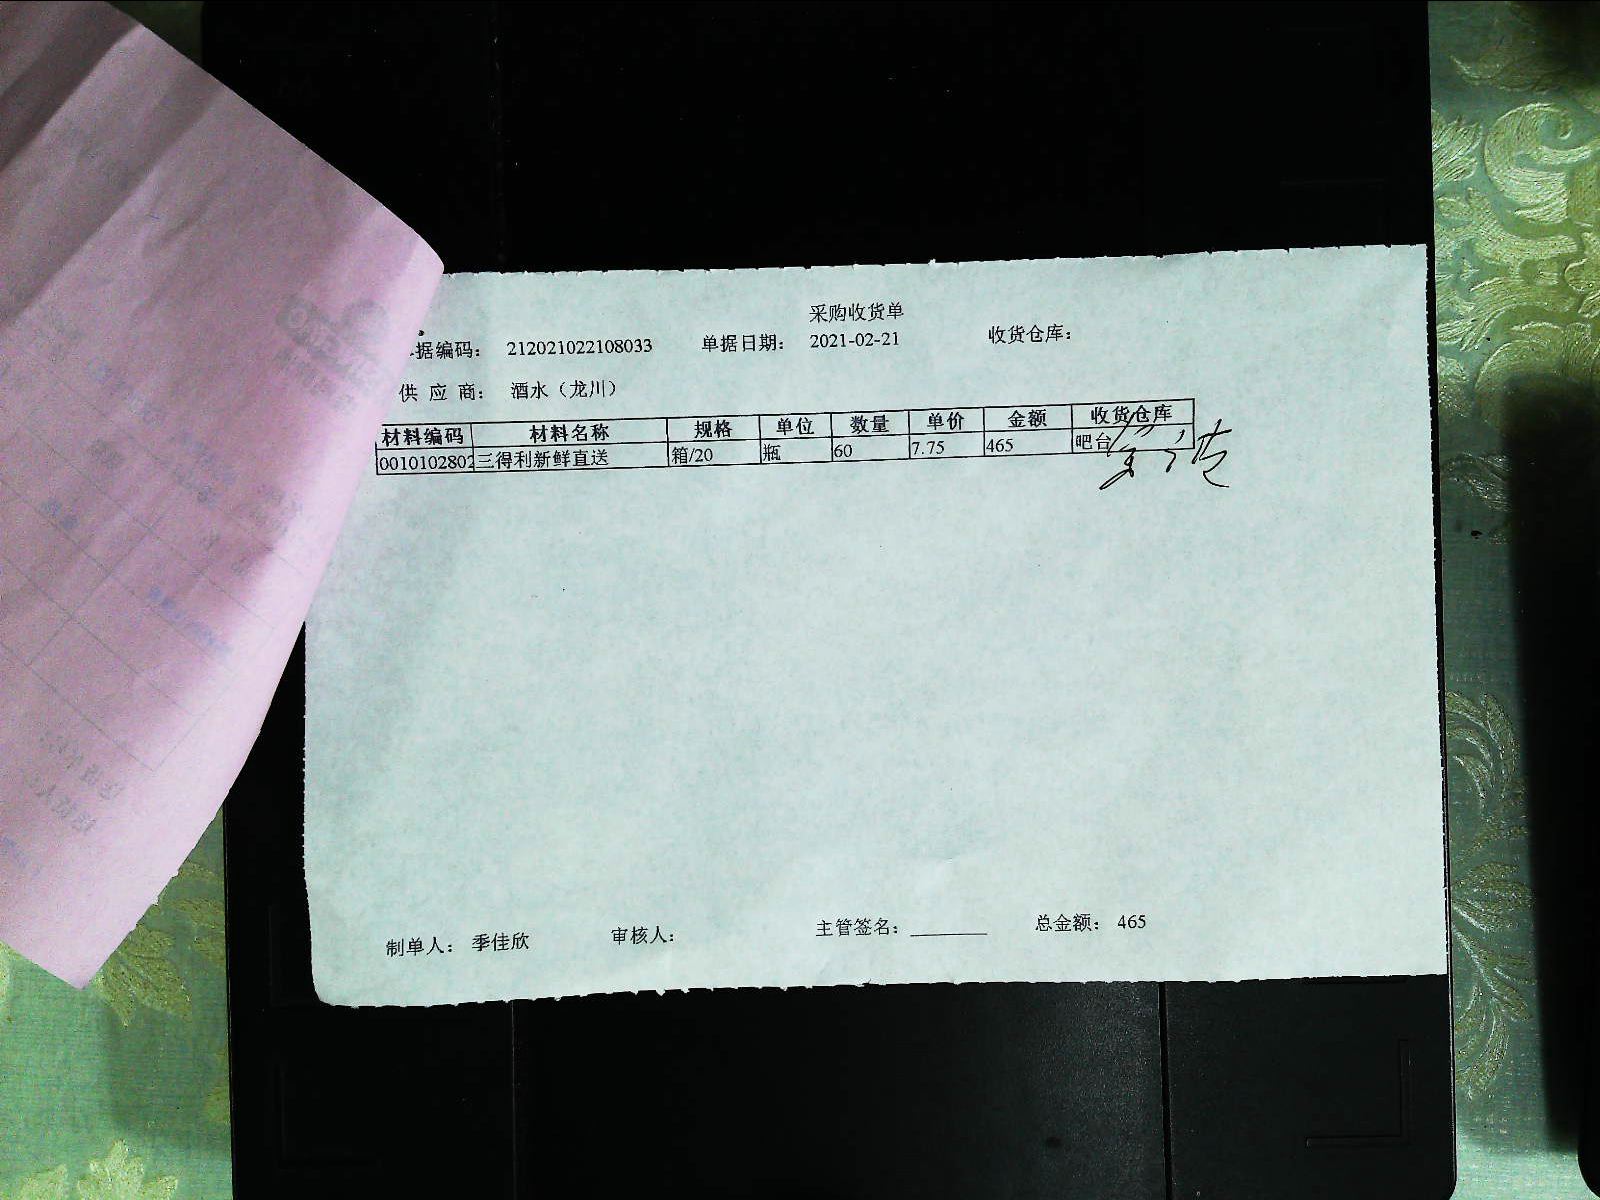 采购收货单
据编码： 212021022108033 单据日期： 2021-02-21 收货仓库：
供 应 商： 酒水（龙川）
材料编码 材料名称 规格 单位 数量 单价 金额 收货仓库
0010102802 三得利新鲜直送 箱/20 瓶 60 7.75 465 吧台
制单人： 季佳欣 审核人： 主管签名： 总金额： 465